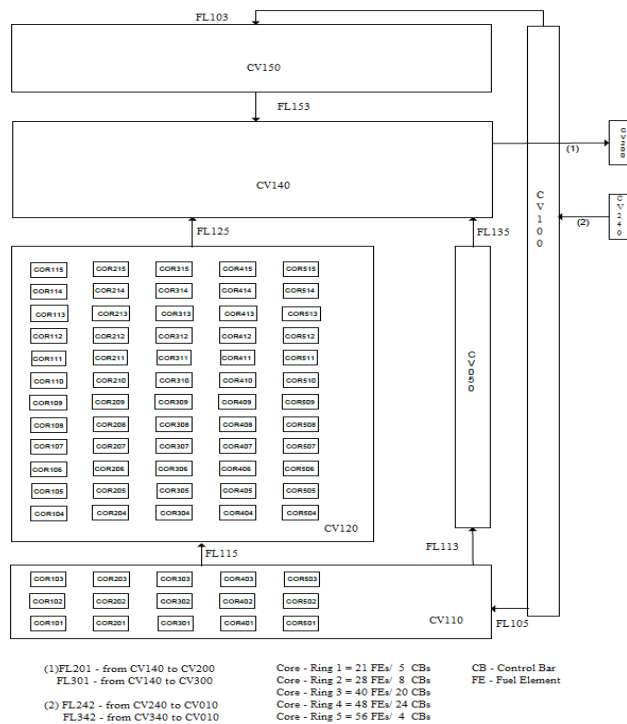 FL103
CV150
FL153
CV140
(1)
CV200
CV100
CV240
(2)
FL125
FL135
COR115 COR215 COR315 COR415 COR515
COR114 COR214 COR314 COR414 COR514
COR113 COR213 COR313 COR413 COR513
COR112 COR212 COR312 COR412 COR512
COR111 COR211 COR311 COR411 COR511
COR110 COR210 COR310 COR410 COR510
COR109 COR209 COR309 COR409 COR509
COR108 COR208 COR308 COR408 COR508
COR107 COR207 COR307 COR407 COR507
COR106 COR206 COR306 COR406 COR506
COR105 COR205 COR305 COR405 COR505
COR104 COR204 COR304 COR404 COR504
CV120
CV050
FL115
FL113
COR103 COR203 COR303 COR403 COR503
COR102 COR202 COR302 COR402 COR502
COR101 COR201 COR301 COR401 COR501
CV110
FL105
(1)FL201 - from CV140 to CV200
FL301 - from CV140 to CV300
(2) FL242 - from CV240 to CV010
FL342 - from CV340 to CV010
Core - Ring 1 = 21 FEs/ 5 CBs
Core - Ring 2 = 28 FEs/ 8 CBs
Core - Ring 3 = 40 FEs/ 20 CBs
Core - Ring 4 = 48 FEs/ 24 CBs
Core - Ring 5 = 56 FEs/ 4 CBs
CB - Control Bar
FE - Fuel Element